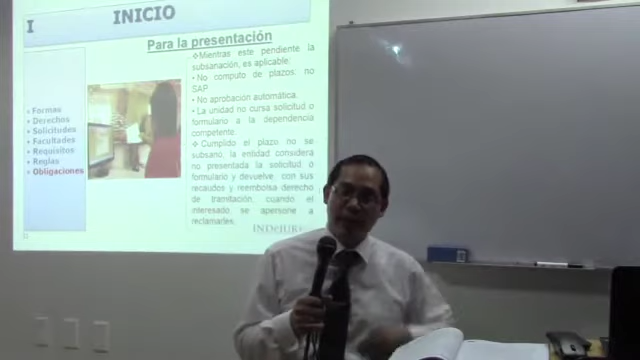 I
INICIO
Para la presentación
❖Mientras este pendiente la
subsanación, es aplicable:
• No computo de plazos: no
SAP
• No aprobación automática.
• La unidad no cursa solicitud o
formulario a la dependencia
competente.
❖ Cumplido el plazo no se
subsano, la entidad considera
no presentada la solicitud o
formulario y devuelve con sus
recaudos y reembolsa derecho
de tramitación, cuando el
interesado se apersone a
reclamarles.
• Formas
• Derechos
• Solicitudes
• Facultades
• Requisitos
• Reglas
• Obligaciones
INDeJUR